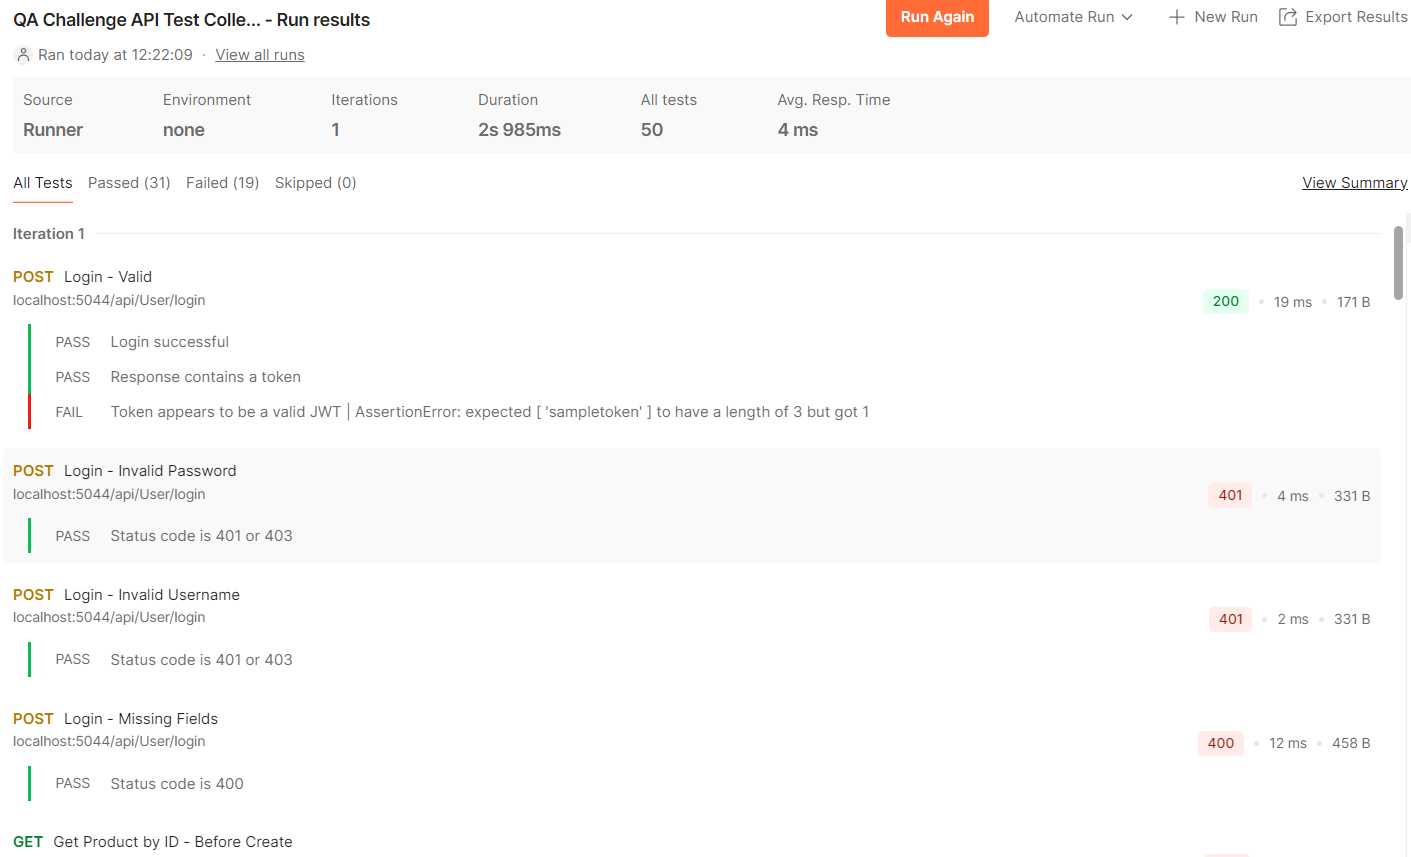 QA Challenge API Test Colle... - Run results
Run Again
Automate Run
New Run
Export Results
Ran today at 12:22:09 · View all runs
Source
Environment
Iterations
Duration
All tests
Avg. Resp. Time
Runner
none
1
2s 985ms
50
4 ms
All Tests
Passed (31)
Failed (19)
Skipped (0)
View Summary
Iteration 1
POST Login - Valid
localhost:5044/api/User/login
200 • 19 ms • 171 B
PASS Login successful
PASS Response contains a token
FAIL Token appears to be a valid JWT | AssertionError: expected [ 'sampletoken' ] to have a length of 3 but got 1
POST Login - Invalid Password
localhost:5044/api/User/login
401 • 4 ms • 331 B
PASS Status code is 401 or 403
POST Login - Invalid Username
localhost:5044/api/User/login
401 • 2 ms • 331 B
PASS Status code is 401 or 403
POST Login - Missing Fields
localhost:5044/api/User/login
400 • 12 ms • 458 B
PASS Status code is 400
GET Get Product by ID - Before Create